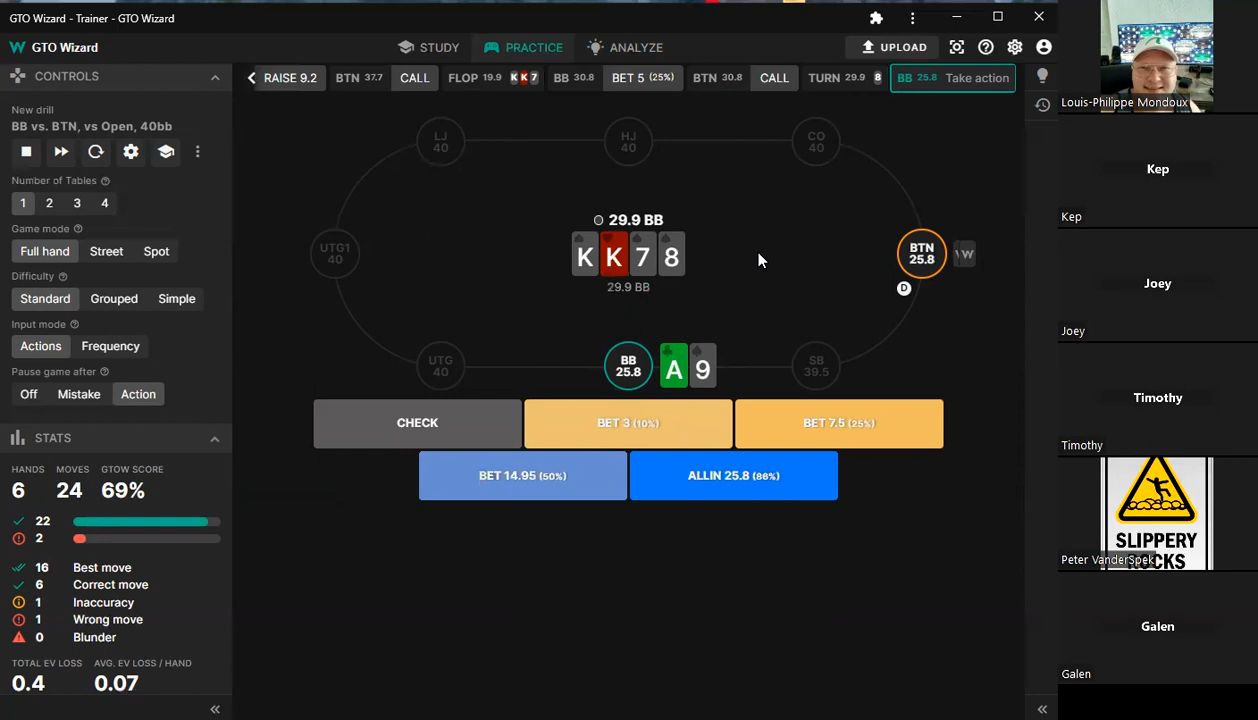 GTO Wizard - Trainer - GTO Wizard
W GTO Wizard
STUDY
PRACTICE
ANALYZE
UPLOAD
CONTROLS
RAISE 9.2
BTN 37.7
CALL
FLOP 19.9
K K 7
BB 30.8
BET 5 (25%)
BTN 30.8
CALL
TURN 29.9
8
BB 25.8 Take action
New drill
BB vs. BTN, vs Open, 40bb
Number of Tables ?
1 2 3 4
Game mode ?
Full hand Street Spot
Difficulty ?
Standard Grouped Simple
Input mode ?
Actions Frequency
Pause game after ?
Off Mistake Action
STATS
HANDS MOVES GTOW SCORE
6 24 69%
22
2
16 Best move
6 Correct move
1 Inaccuracy
1 Wrong move
0 Blunder
TOTAL EV LOSS AVG. EV LOSS / HAND
0.4 0.07
LJ
40
HJ
40
CO
40
UTG1
40
29.9 BB
K K 7 8
29.9 BB
BTN
25.8
W
D
UTG
40
BB
25.8
A 9
SB
39.5
CHECK
BET 3 (10%)
BET 7.5 (25%)
BET 14.95 (50%)
ALLIN 25.8 (86%)
Louis-Philippe Mondoux
Kep
Kep
Joey
Joey
Timothy
Timothy
SLIPPERY
ROCKS
Peter VanderSpek
Galen
Galen